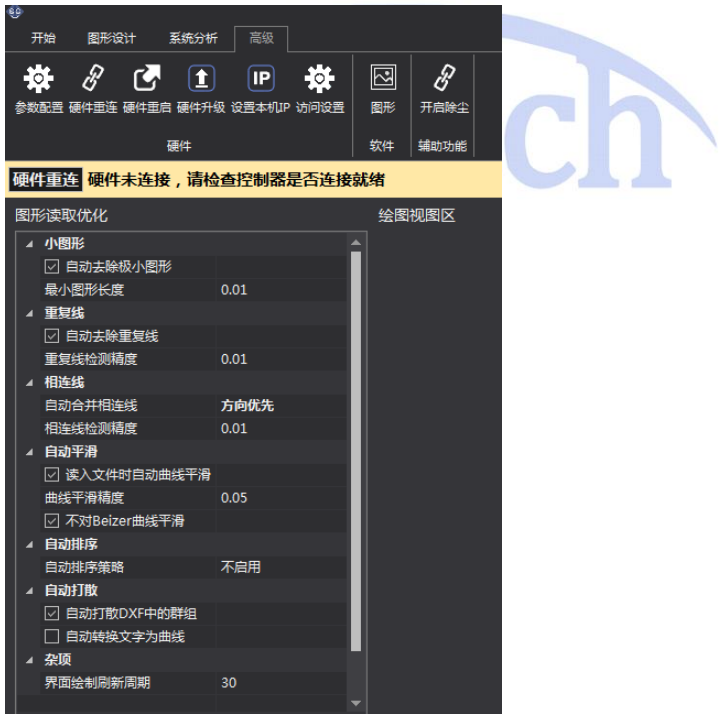 开始 图形设计 系统分析 高级
参数配置 硬件重连 硬件重启 硬件升级 IP 设置本机IP 访问设置 图形 开启除尘
硬件 软件 辅助功能
硬件重连 硬件未连接，请检查控制器是否连接就绪
图形读取优化 绘图视图区
小图形
自动去除极小图形
最小图形长度 0.01
重复线
自动去除重复线
重复线检测精度 0.01
相连线
自动合并相连线 方向优先
相连线检测精度 0.01
自动平滑
读入文件时自动曲线平滑
曲线平滑精度 0.05
不对Beizer曲线平滑
自动排序
自动排序策略 不启用
自动打散
自动打散DXF中的群组
自动转换文字为曲线
杂项
界面绘制刷新周期 30
ch